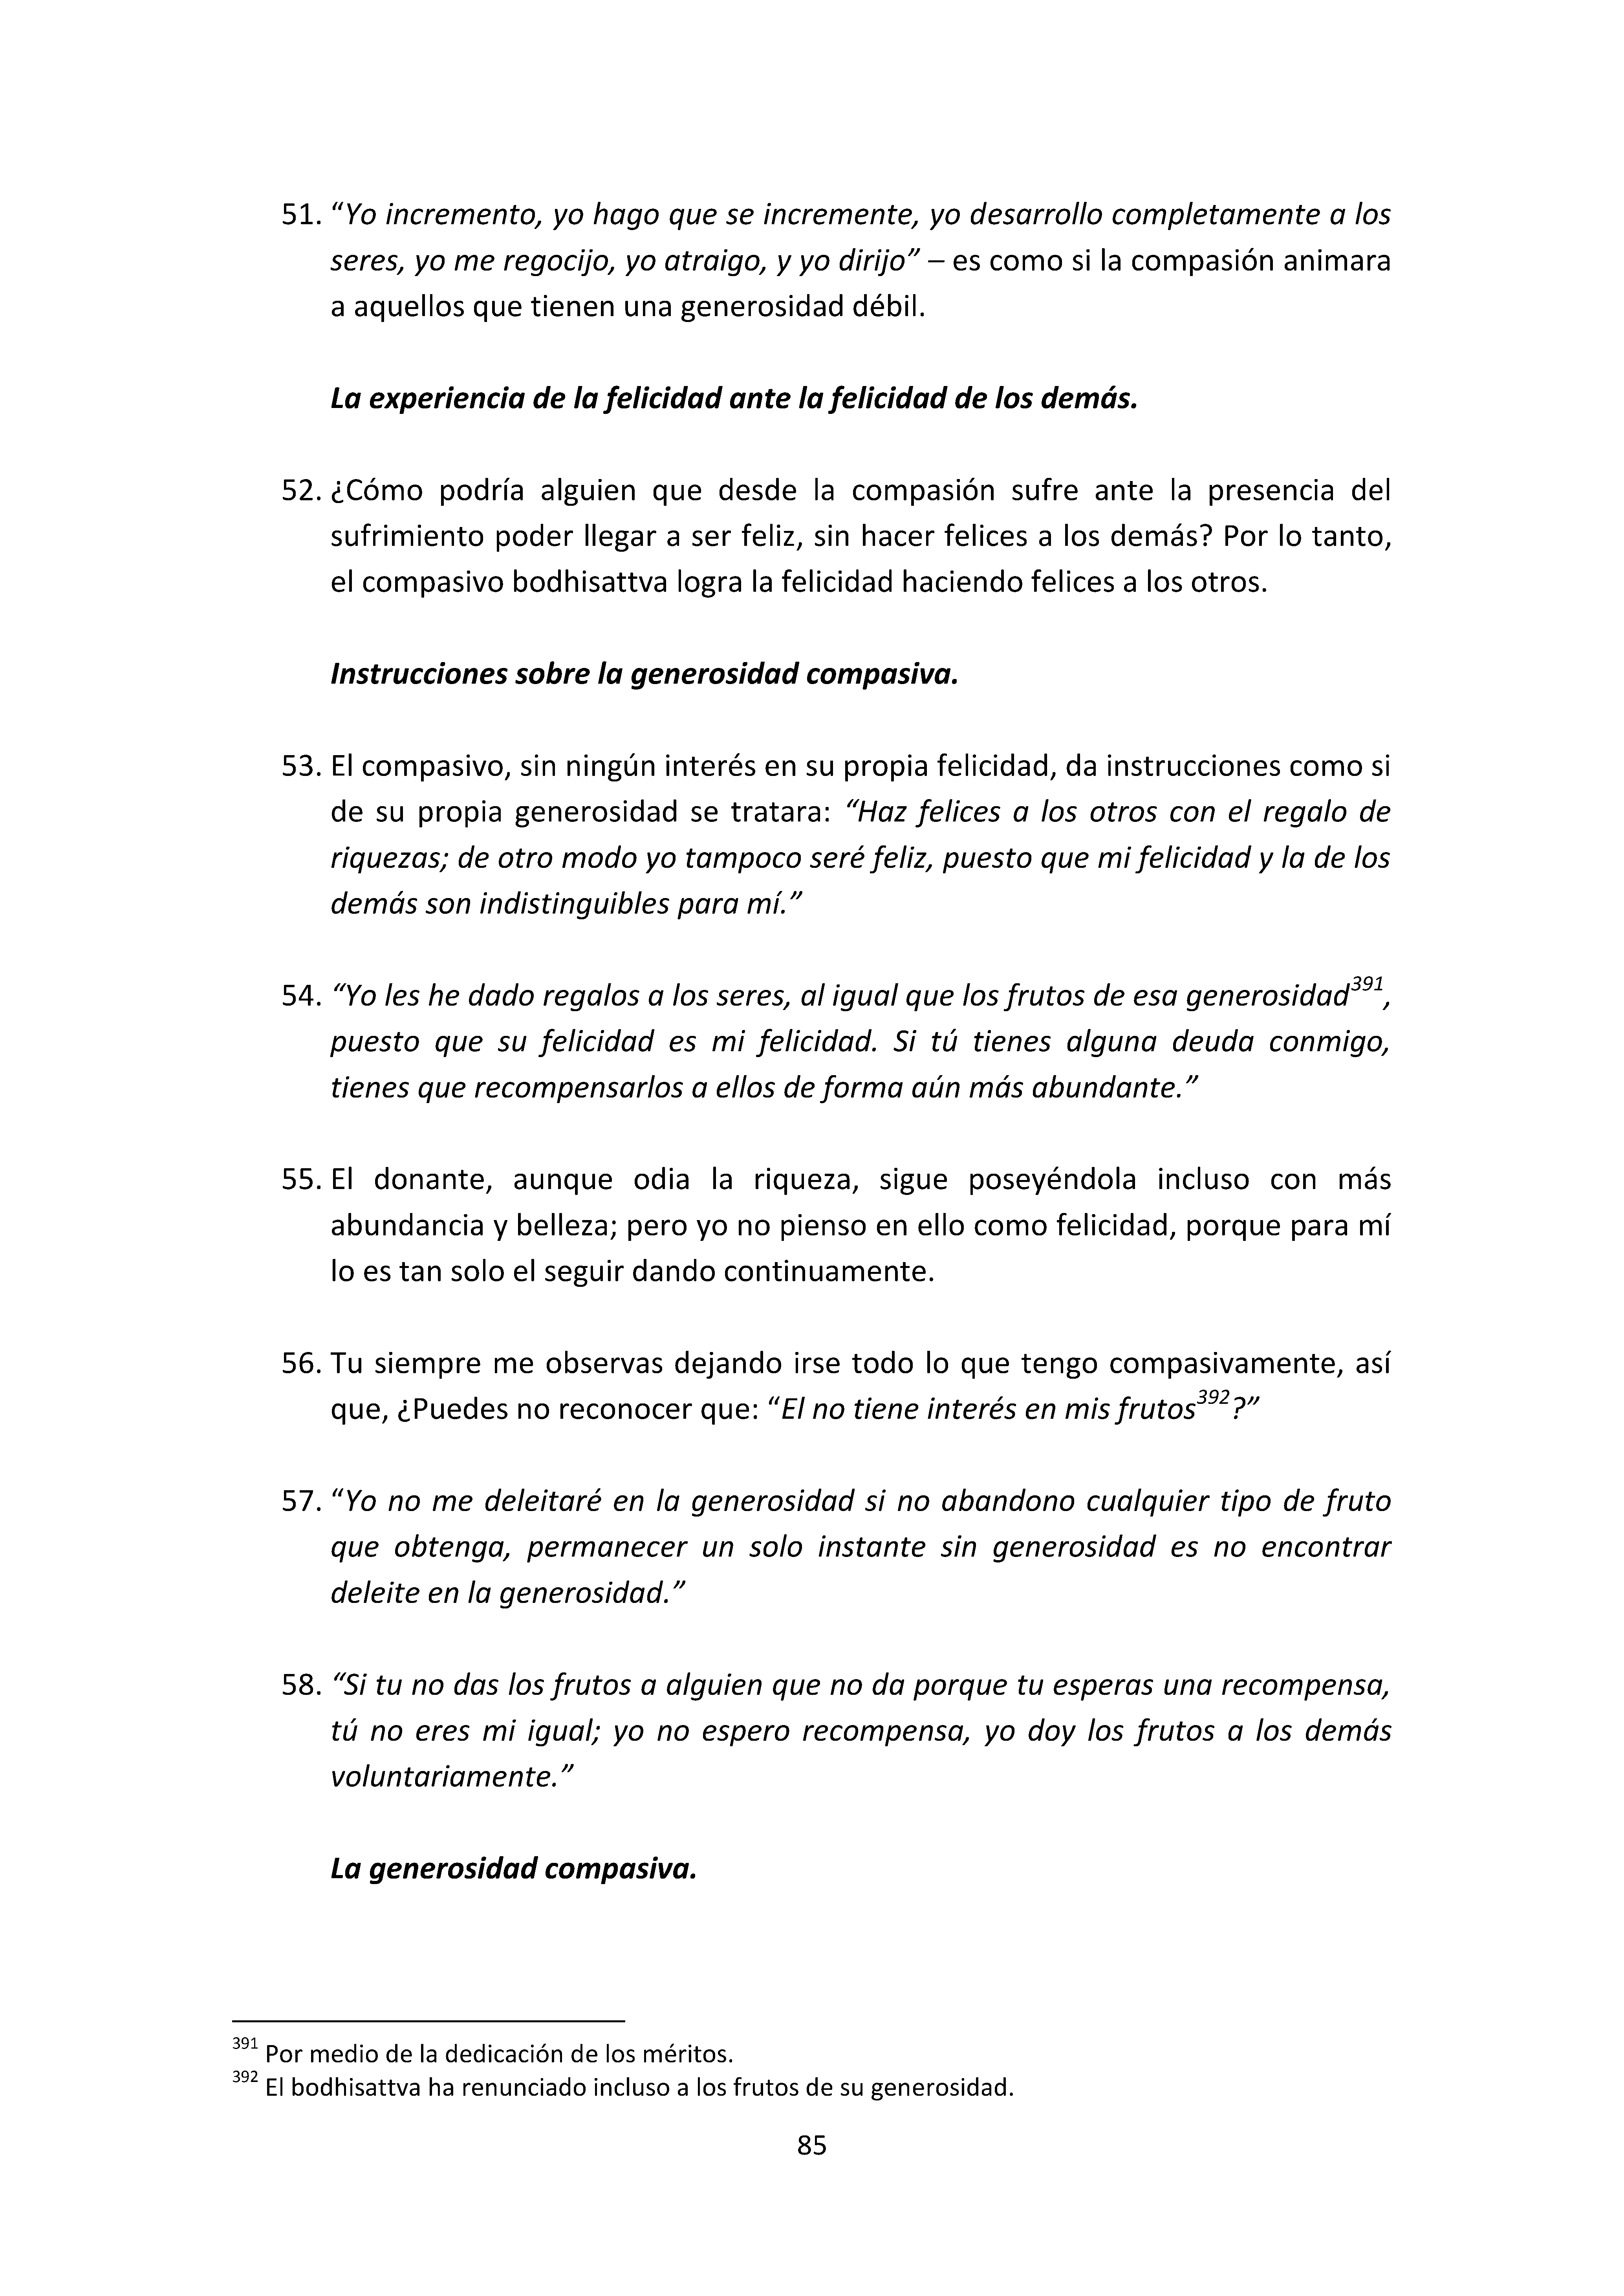 51. “Yo incremento, yo hago que se incremente, yo desarrollo completamente a los
seres, yo me regocijo, yo atraigo, y yo dirijo” – es como si la compasión animara
a aquellos que tienen una generosidad débil.
La experiencia de la felicidad ante la felicidad de los demás.
52. ¿Cómo podría alguien que desde la compasión sufre ante la presencia del
sufrimiento poder llegar a ser feliz, sin hacer felices a los demás? Por lo tanto,
el compasivo bodhisattva logra la felicidad haciendo felices a los otros.
Instrucciones sobre la generosidad compasiva.
53. El compasivo, sin ningún interés en su propia felicidad, da instrucciones como si
de su propia generosidad se tratara: “Haz felices a los otros con el regalo de
riquezas; de otro modo yo tampoco seré feliz, puesto que mi felicidad y la de los
demás son indistinguibles para mí.”
54. “Yo les he dado regalos a los seres, al igual que los frutos de esa generosidad391,
puesto que su felicidad es mi felicidad. Si tú tienes alguna deuda conmigo,
tienes que recompensarlos a ellos de forma aún más abundante.”
55. El donante, aunque odia la riqueza, sigue poseyéndola incluso con más
abundancia y belleza; pero yo no pienso en ello como felicidad, porque para mí
lo es tan solo el seguir dando continuamente.
56. Tu siempre me observas dejando irse todo lo que tengo compasivamente, así
que, ¿Puedes no reconocer que: “El no tiene interés en mis frutos392?”
57. “Yo no me deleitaré en la generosidad si no abandono cualquier tipo de fruto
que obtenga, permanecer un solo instante sin generosidad es no encontrar
deleite en la generosidad.”
58. “Si tu no das los frutos a alguien que no da porque tu esperas una recompensa,
tú no eres mi igual; yo no espero recompensa, yo doy los frutos a los demás
voluntariamente.”
La generosidad compasiva.
391 Por medio de la dedicación de los méritos.
392 El bodhisattva ha renunciado incluso a los frutos de su generosidad.
85